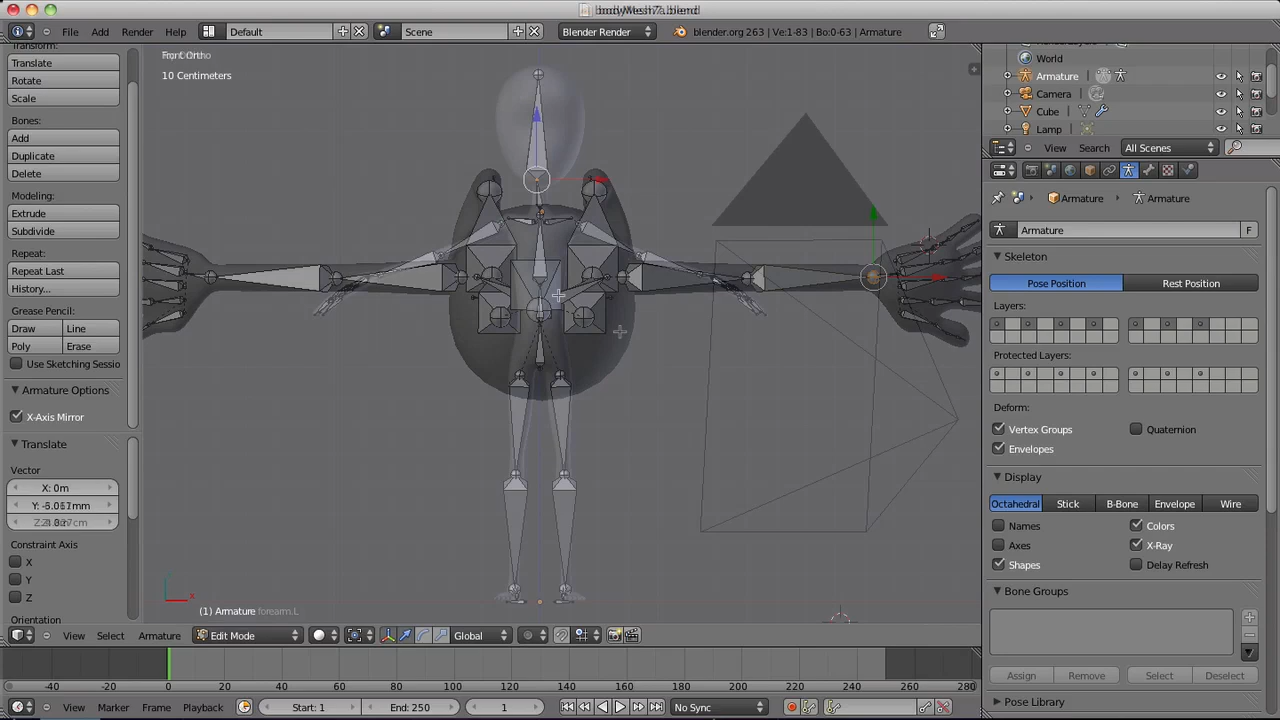 bodyMesh7a.blend
File Add Render Help Default Scene Blender Render blender.org 263 | Ve:1-83 | Bo:0-63 | Armature
Transform:
Translate
Rotate
Scale
Bones:
Add
Duplicate
Delete
Modeling:
Extrude
Subdivide
Repeat:
Repeat Last
History...
Grease Pencil:
Draw Line
Poly Erase
Use Sketching Sessio
Armature Options
X-Axis Mirror
Translate
Vector
X: 0m
Constraint Axis
X
Y
Z
Orientation
10 Centimeters
(1) Armature forearm.L
View Select Armature Edit Mode Global
-40 -20 0 20 40 60 80 100 120 140 160 180 200 220 240 260 280
View Marker Frame Playback Start: 1 End: 250 1 No Sync
World
Armature
Camera
Cube
Lamp
View Search All Scenes
Armature Armature
Armature F
Skeleton
Pose Position Rest Position
Layers:
Protected Layers:
Deform:
Vertex Groups Quaternion
Envelopes
Display
Octahedral Stick B-Bone Envelope Wire
Names Colors
Axes X-Ray
Shapes Delay Refresh
Bone Groups
Assign Remove Select Deselect
Pose Library